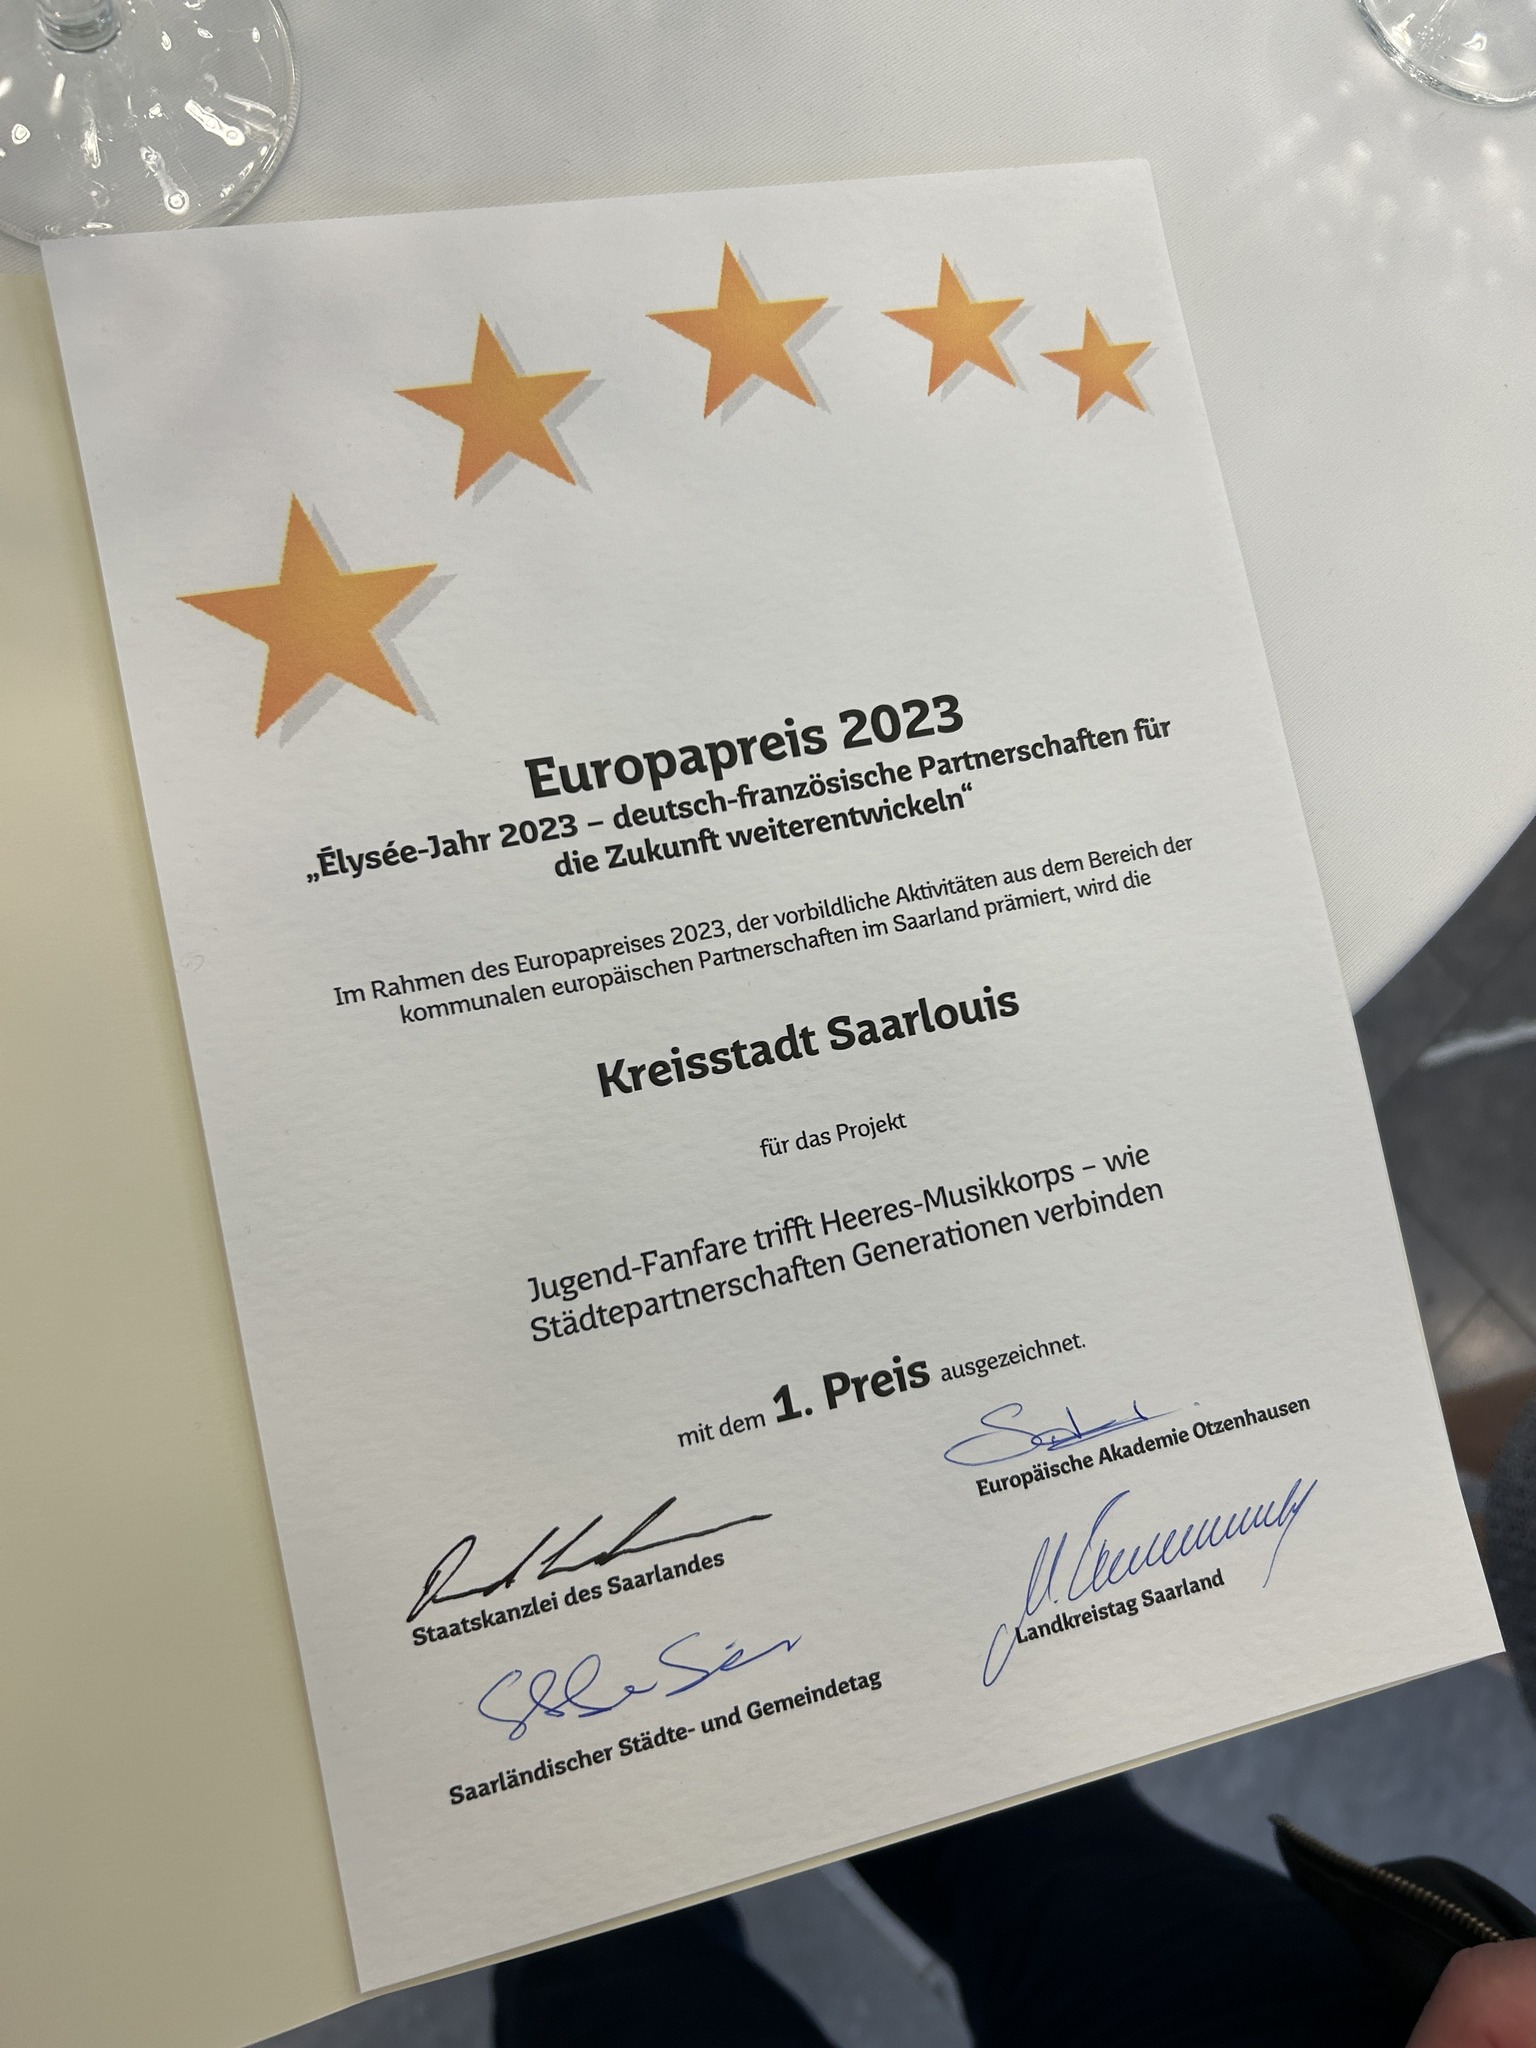 Europapreis 2023
„Élysée-Jahr 2023 – deutsch-französische Partnerschaften für
die Zukunft weiterentwickeln“
Im Rahmen des Europapreises 2023, der vorbildliche Aktivitäten aus dem Bereich der
kommunalen europäischen Partnerschaften im Saarland prämiert, wird die
Kreisstadt Saarlouis
für das Projekt
Jugend-Fanfare trifft Heeres-Musikkorps – wie
Städtepartnerschaften Generationen verbinden
mit dem 1. Preis ausgezeichnet.
Europäische Akademie Otzenhausen
Staatskanzlei des Saarlandes
Landkreistag Saarland
Saarländischer Städte- und Gemeindetag